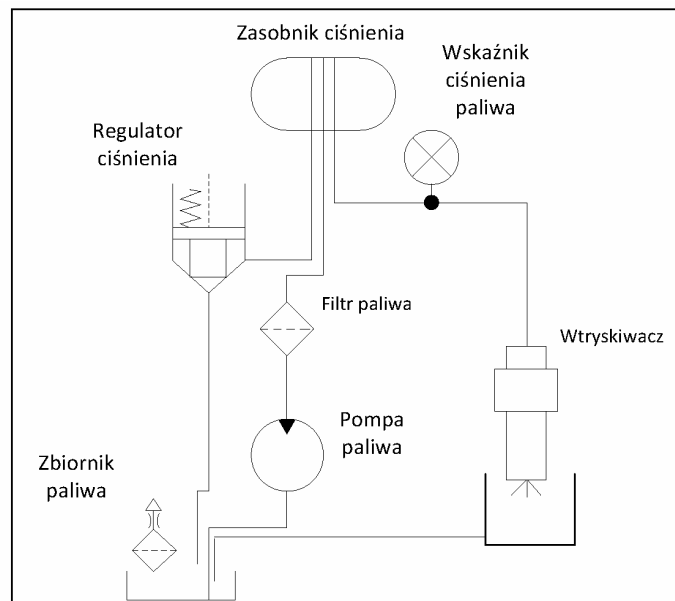 Zasobnik ciśnienia
Wskaźnik
ciśnienia
paliwa
Regulator
ciśnienia
Filtr paliwa
Wtryskiwacz
Pompa
paliwa
Zbiornik
paliwa